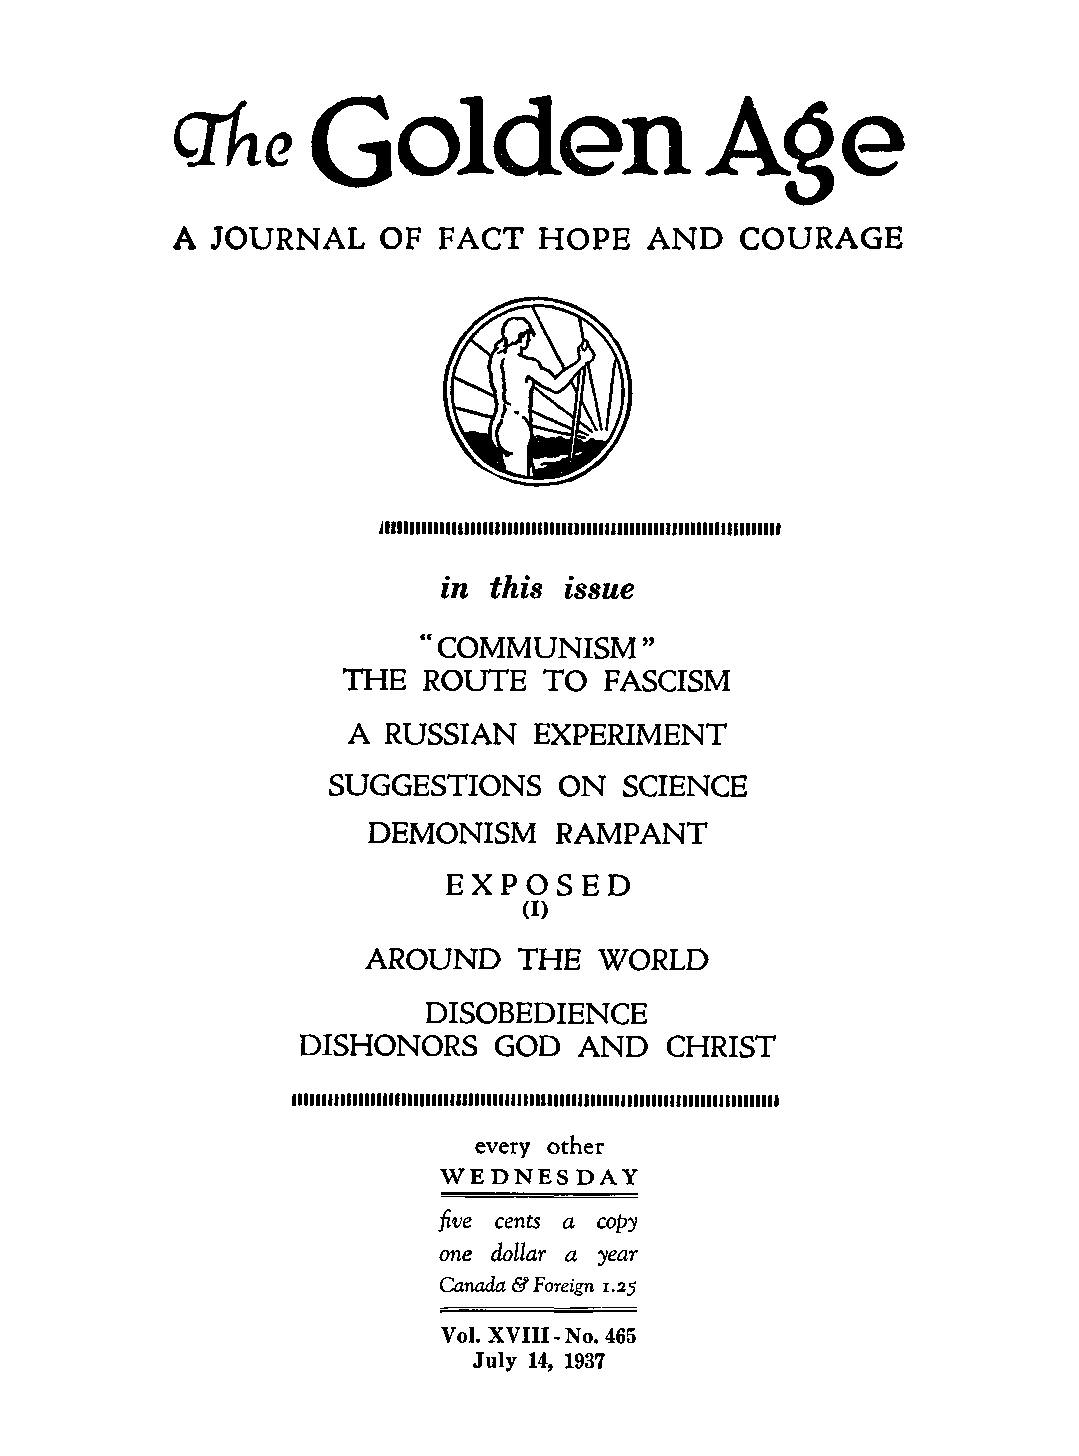 The Golden Age
A JOURNAL OF FACT HOPE AND COURAGE
in this issue
"COMMUNISM"
THE ROUTE TO FASCISM
A RUSSIAN EXPERIMENT
SUGGESTIONS ON SCIENCE
DEMONISM RAMPANT
EXPOSED
(I)
AROUND THE WORLD
DISOBEDIENCE
DISHONORS GOD AND CHRIST
every other
WEDNESDAY
five cents a copy
one dollar a year
Canada & Foreign 1.25
Vol. XVIII - No. 465
July 14, 1937